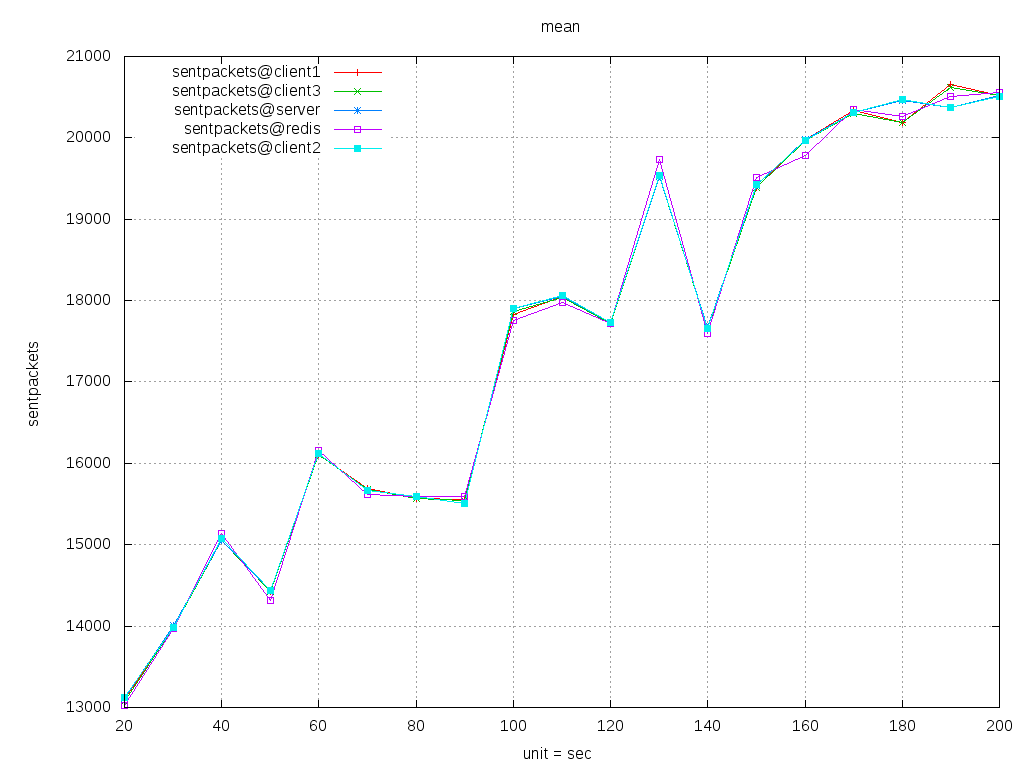 mean
21000
20000
19000
18000
17000
16000
15000
14000
13000
sentpackets
sentpackets@client1
sentpackets@client3
sentpackets@server
sentpackets@redis
sentpackets@client2
20 40 60 80 100 120 140 160 180 200
unit = sec